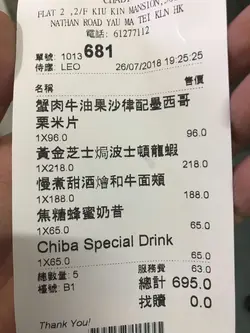 FLAT 2 ,2/F KIU KIN MANSION,
NATHAN ROAD YAU MA TEI KLN HK
電話: 61277112
單號: 1013 681
侍應: LEO 26/07/2018 19:25:25
名稱 售價
蟹肉牛油果沙律配墨西哥
栗米片
1X96.0 96.0
黃金芝士焗波士頓龍蝦
1X218.0 218.0
慢煮甜酒燴和牛面頰
1X188.0 188.0
焦糖蜂蜜奶昔
1X65.0 65.0
Chiba Special Drink
1X65.0 65.0
總數量: 5 服務費 63.0
檯號: B1 總計 695.0
找贖 0.0
Thank You!